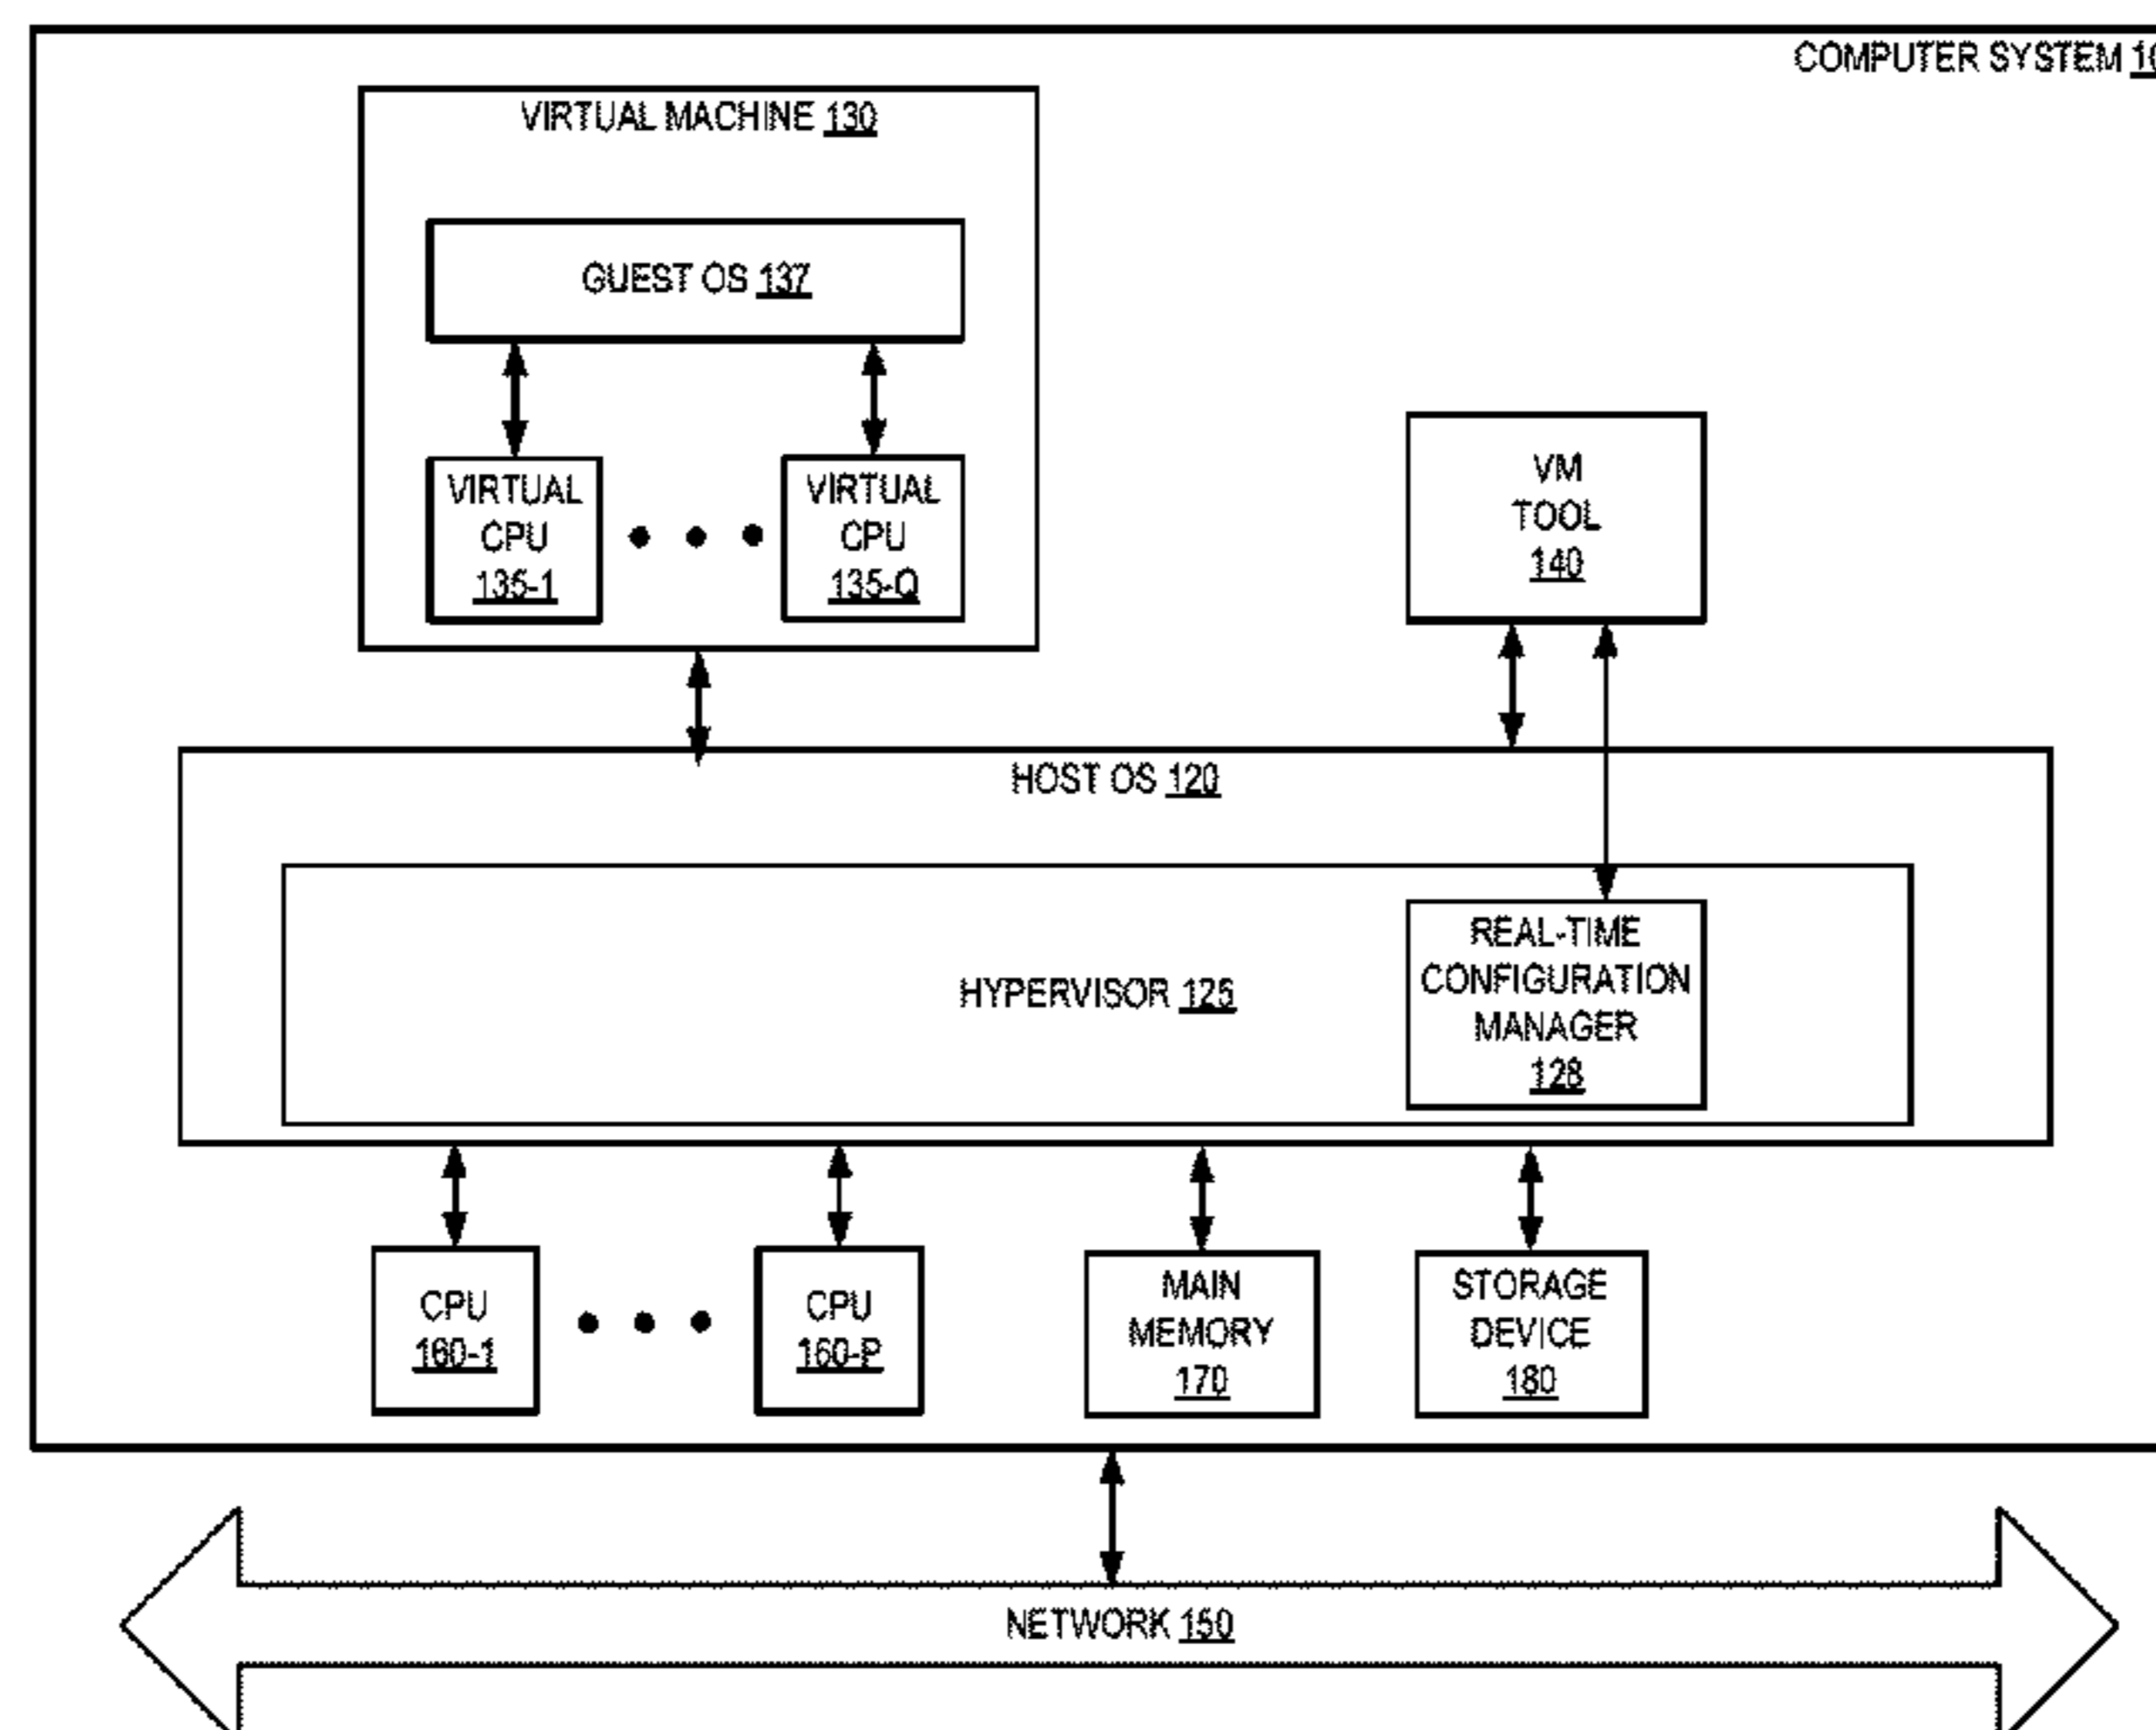 COMPUTER SYSTEM
VIRTUAL MACHINE 130
GUEST OS 137
VIRTUAL
CPU
135-1
VIRTUAL
CPU
135-Q
VM
TOOL
140
HOST OS 120
HYPERVISOR 125
REAL-TIME
CONFIGURATION
MANAGER
128
CPU
160-1
CPU
160-P
MAIN
MEMORY
170
STORAGE
DEVICE
180
NETWORK 150